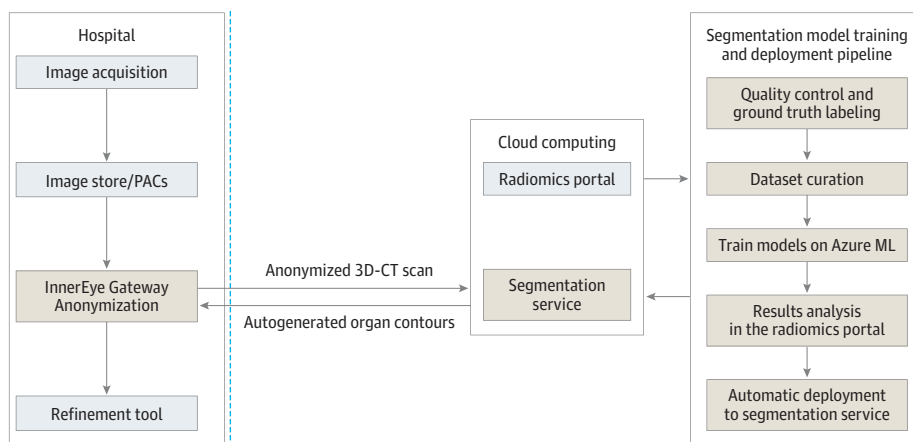 Hospital
Image acquisition
Image store/PACs
InnerEye Gateway
Anonymization
Refinement tool
Anonymized 3D-CT scan
Autogenerated organ contours
Cloud computing
Radiomics portal
Segmentation
service
Segmentation model training
and deployment pipeline
Quality control and
ground truth labeling
Dataset curation
Train models on Azure ML
Results analysis
in the radiomics portal
Automatic deployment
to segmentation service